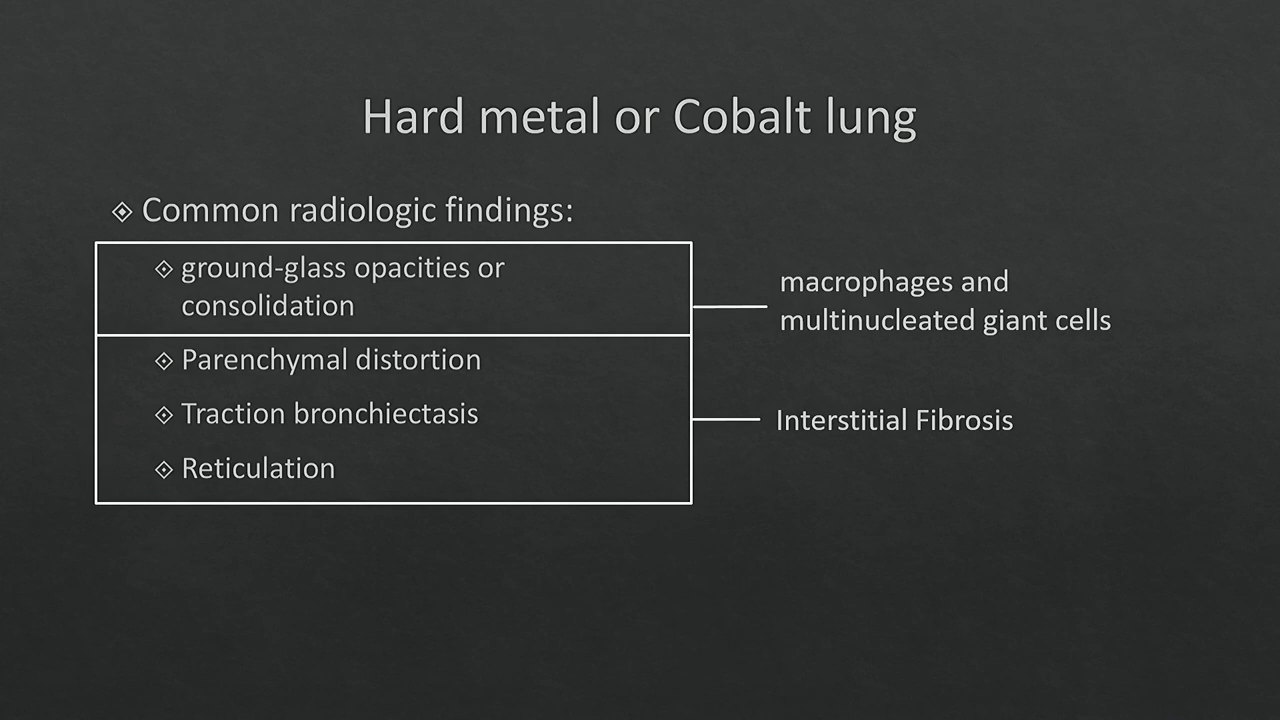 Hard metal or Cobalt lung
Common radiologic findings:
ground-glass opacities or
consolidation
macrophages and
multinucleated giant cells
Parenchymal distortion
Traction bronchiectasis
Reticulation
Interstitial Fibrosis